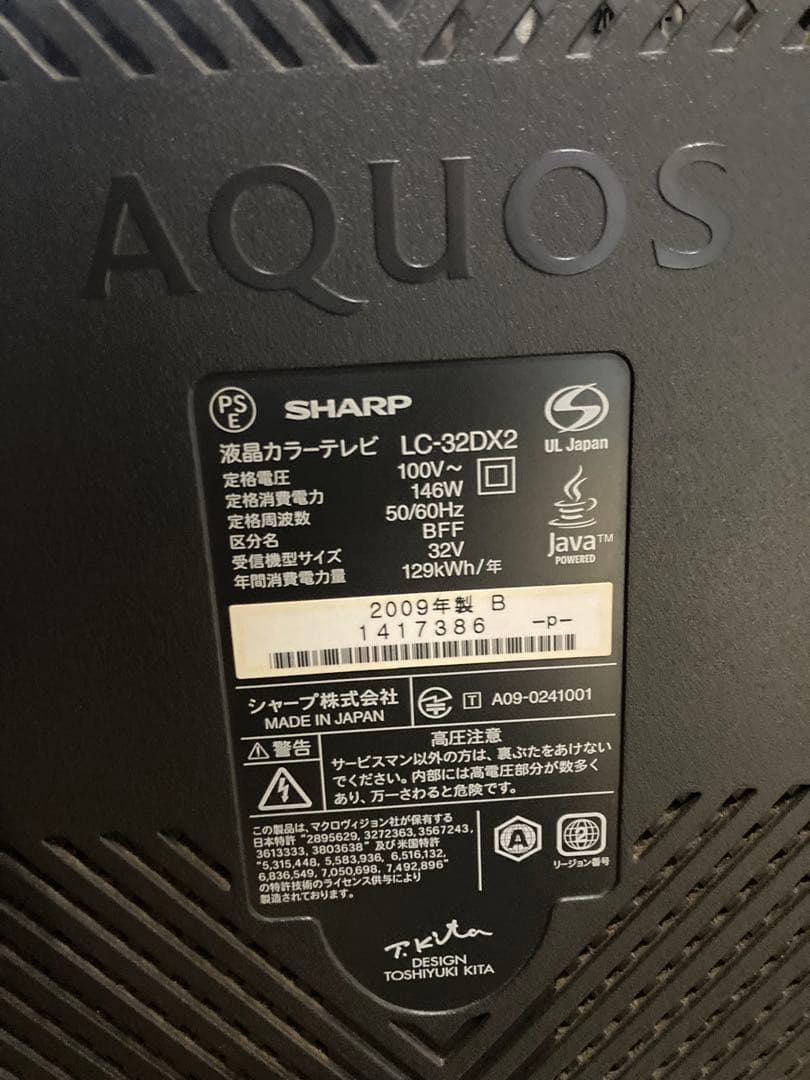 AQUOS
PS E
SHARP
UL Japan
液晶カラーテレビ LC-32DX2
定格電圧 100V～
定格消費電力 146W
定格周波数 50/60Hz
区分名 BFF
受信機型サイズ 32V
年間消費電力量 129kWh/年
Java™
POWERED
2009年製 B
1417386 -p-
シャープ株式会社
MADE IN JAPAN
T A09-0241001
警告
高圧注意
サービスマン以外の方は、裏ぶたをあけない
でください。内部には高電圧部分が数多く
あり、万一さわると危険です。
この製品は、マクロヴィジョン社が保有する
日本特許 "2895629, 3272363, 3567243,
3613333, 3803638" 及び米国特許
"5,315,448, 5,583,936, 6,516,132,
6,836,549, 7,050,698, 7,492,896"
の特許技術のライセンス供与により
製造されております。
A
2
リージョン番号
T. Kita
DESIGN
TOSHIYUKI KITA